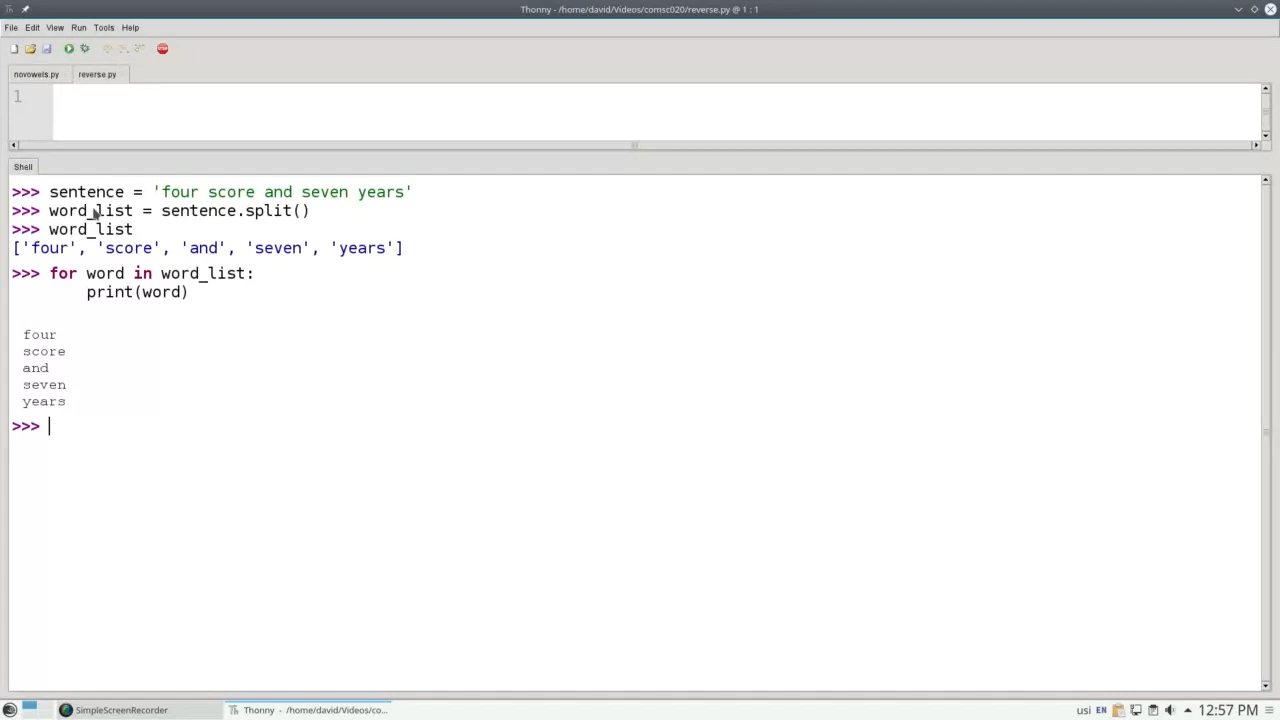 Thonny - /home/david/Videos/comsc020/reverse.py @ 1 : 1
File Edit View Run Tools Help
STOP
novowels.py reverse.py
1
Shell
>>> sentence = 'four score and seven years'
>>> word_list = sentence.split()
>>> word_list
['four', 'score', 'and', 'seven', 'years']
>>> for word in word_list:
print(word)
four
score
and
seven
years
>>>
SimpleScreenRecorder Thonny - /home/david/Videos/co... usi EN 12:57 PM